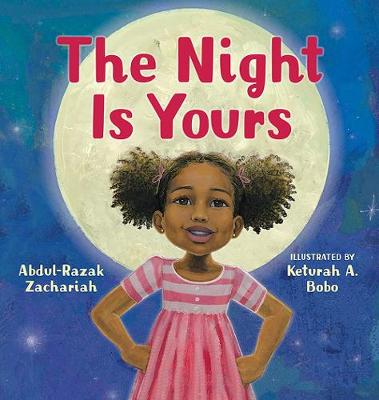 The Night
Is Yours
Abdul-Razak
Zachariah
ILLUSTRATED BY
Keturah A.
Bobo